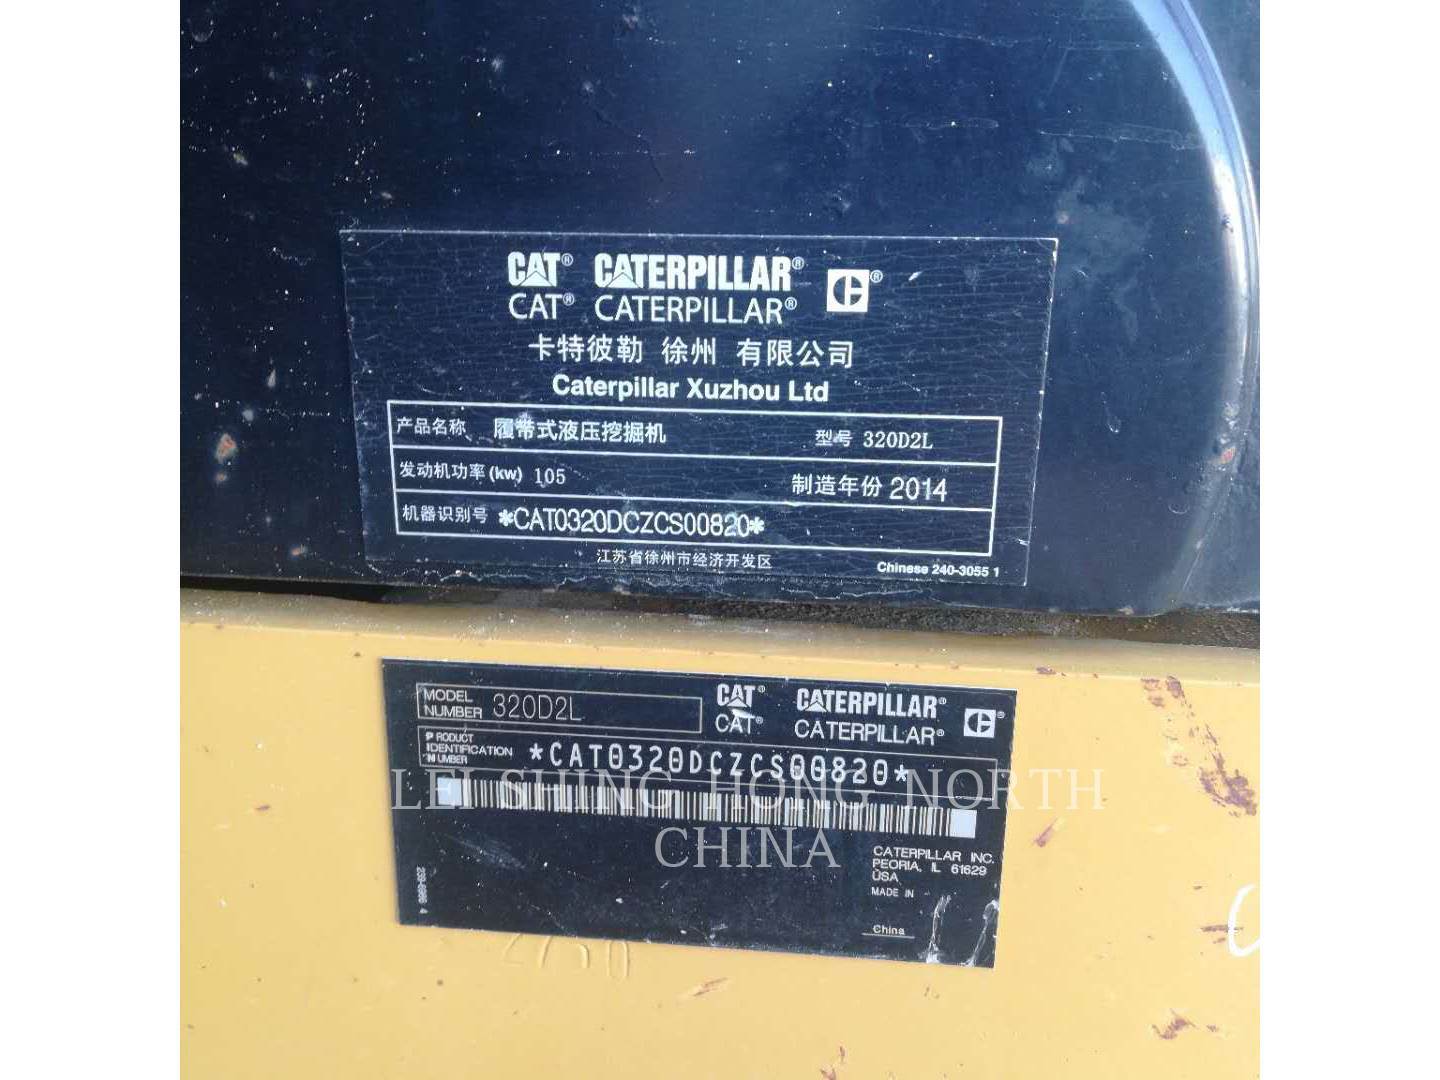 CAT® CATERPILLAR®
CAT® CATERPILLAR® ®
卡特彼勒 徐州 有限公司
Caterpillar Xuzhou Ltd
产品名称 履带式液压挖掘机 型号 320D2L
发动机功率(kw) 105 制造年份 2014
机器识别号 *CAT0320DCZCS00820*
江苏省徐州市经济开发区
Chinese 240-3055 1
MODEL
NUMBER 320D2L
CAT® CATERPILLAR®
CAT® CATERPILLAR® ®
PRODUCT
IDENTIFICATION
NUMBER *CAT0320DCZCS00820*
LEI SHING HONG NORTH
CHINA
CATERPILLAR INC.
PEORIA, IL 61629
USA
MADE IN
China